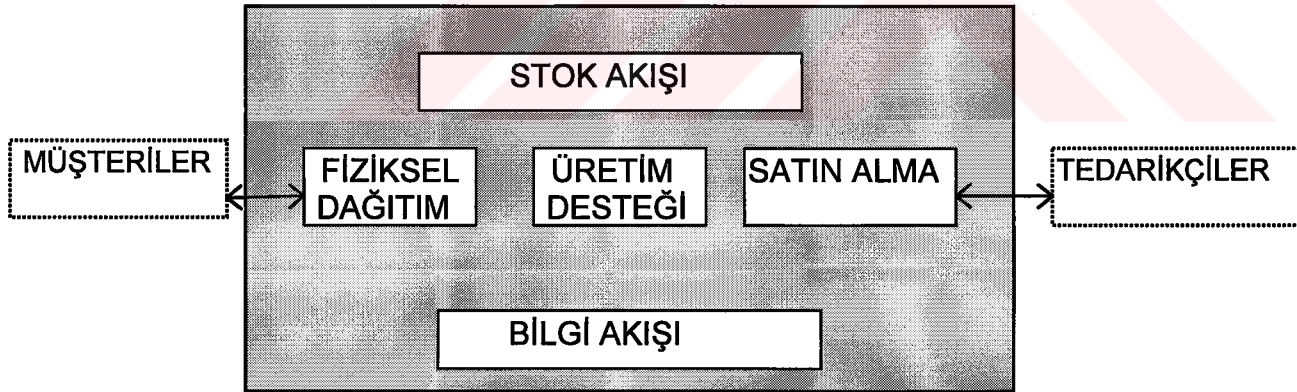 STOK AKIŞI
MÜŞTERİLER
FİZİKSEL
DAĞITIM
ÜRETİM
DESTEĞİ
SATIN ALMA
TEDARİKÇİLER
BİLGİ AKIŞI